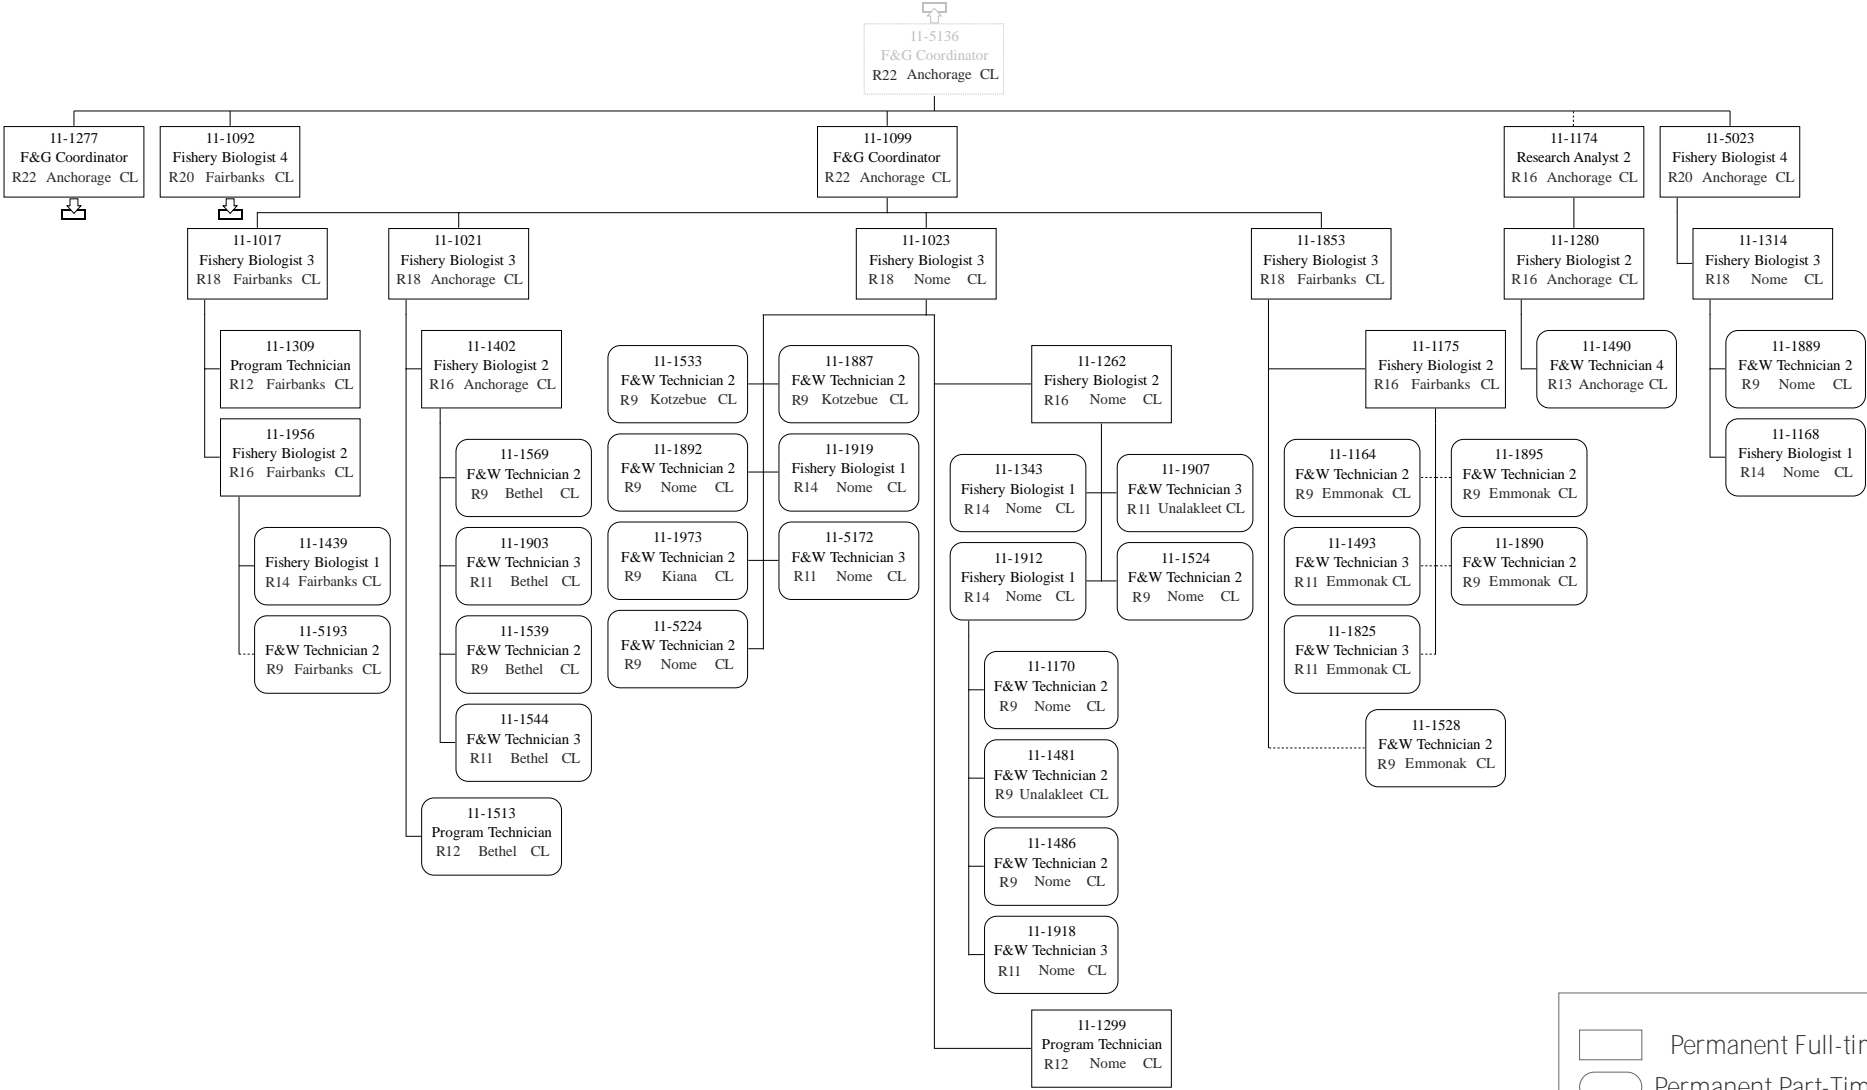 11-5136
F&G Coordinator
R22 Anchorage CL
11-1277
F&G Coordinator
R22 Anchorage CL
11-1092
Fishery Biologist 4
R20 Fairbanks CL
11-1099
F&G Coordinator
R22 Anchorage CL
11-1174
Research Analyst 2
R16 Anchorage CL
11-5023
Fishery Biologist 4
R20 Anchorage CL
11-1017
Fishery Biologist 3
R18 Fairbanks CL
11-1021
Fishery Biologist 3
R18 Anchorage CL
11-1023
Fishery Biologist 3
R18 Nome CL
11-1853
Fishery Biologist 3
R18 Fairbanks CL
11-1280
Fishery Biologist 2
R16 Anchorage CL
11-1314
Fishery Biologist 3
R18 Nome CL
11-1309
Program Technician
R12 Fairbanks CL
11-1956
Fishery Biologist 2
R16 Fairbanks CL
11-1439
Fishery Biologist 1
R14 Fairbanks CL
11-5193
F&W Technician 2
R9 Fairbanks CL
11-1402
Fishery Biologist 2
R16 Anchorage CL
11-1569
F&W Technician 2
R9 Bethel CL
11-1903
F&W Technician 3
R11 Bethel CL
11-1539
F&W Technician 2
R9 Bethel CL
11-1544
F&W Technician 3
R11 Bethel CL
11-1513
Program Technician
R12 Bethel CL
11-1533
F&W Technician 2
R9 Kotzebue CL
11-1887
F&W Technician 2
R9 Kotzebue CL
11-1892
F&W Technician 2
R9 Nome CL
11-1919
Fishery Biologist 1
R14 Nome CL
11-1973
F&W Technician 2
R9 Kiana CL
11-5172
F&W Technician 3
R11 Nome CL
11-5224
F&W Technician 2
R9 Nome CL
11-1262
Fishery Biologist 2
R16 Nome CL
11-1343
Fishery Biologist 1
R14 Nome CL
11-1907
F&W Technician 3
R11 Unalakleet CL
11-1912
Fishery Biologist 1
R14 Nome CL
11-1524
F&W Technician 2
R9 Nome CL
11-1170
F&W Technician 2
R9 Nome CL
11-1481
F&W Technician 2
R9 Unalakleet CL
11-1486
F&W Technician 2
R9 Nome CL
11-1918
F&W Technician 3
R11 Nome CL
11-1299
Program Technician
R12 Nome CL
11-1175
Fishery Biologist 2
R16 Fairbanks CL
11-1164
F&W Technician 2
R9 Emmonak CL
11-1895
F&W Technician 2
R9 Emmonak CL
11-1493
F&W Technician 3
R11 Emmonak CL
11-1890
F&W Technician 2
R9 Emmonak CL
11-1825
F&W Technician 3
R11 Emmonak CL
11-1528
F&W Technician 2
R9 Emmonak CL
11-1490
F&W Technician 4
R13 Anchorage CL
11-1889
F&W Technician 2
R9 Nome CL
11-1168
Fishery Biologist 1
R14 Nome CL
Permanent Full-tim
Permanent Part-Tim